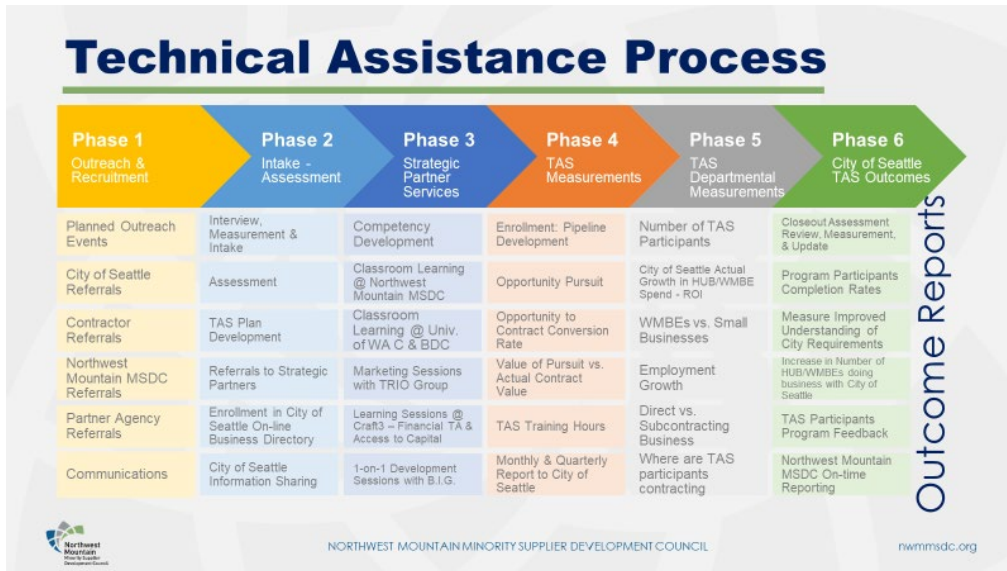 Technical Assistance Process
Phase 1
Outreach &
Recruitment
Phase 2
Intake -
Assessment
Phase 3
Strategic
Partner
Services
Phase 4
TAS
Measurements
Phase 5
TAS
Departmental
Measurements
Phase 6
City of Seattle
TAS Outcomes
Planned Outreach
Events
City of Seattle
Referrals
Contractor
Referrals
Northwest
Mountain MSDC
Referrals
Partner Agency
Referrals
Communications
Interview,
Measurement &
Intake
Assessment
TAS Plan
Development
Referrals to Strategic
Partners
Enrollment in City of
Seattle On-line
Business Directory
City of Seattle
Information Sharing
Competency
Development
Classroom Learning
@ Northwest
Mountain MSDC
Classroom
Learning @ Univ.
of WA C & BDC
Marketing Sessions
with TRIO Group
Learning Sessions @
Craft3 – Financial TA &
Access to Capital
1-on-1 Development
Sessions with B.I.G.
Enrollment: Pipeline
Development
Opportunity Pursuit
Opportunity to
Contract Conversion
Rate
Value of Pursuit vs.
Actual Contract
Value
TAS Training Hours
Monthly & Quarterly
Report to City of
Seattle
Number of TAS
Participants
City of Seattle Actual
Growth in HUB/WMBE
Spend - ROI
WMBEs vs. Small
Businesses
Employment
Growth
Direct vs.
Subcontracting
Business
Where are TAS
participants
contracting
Closeout Assessment
Review, Measurement,
& Update
Program Participants
Completion Rates
Measure Improved
Understanding of
City Requirements
Increase in Number of
HUB/WMBEs doing
business with City of
Seattle
TAS Participants
Program Feedback
Northwest Mountain
MSDC On-time
Reporting
Outcome Reports
Northwest
Mountain
Minority Supplier
Development Council
NORTHWEST MOUNTAIN MINORITY SUPPLIER DEVELOPMENT COUNCIL
nwmmsdc.org